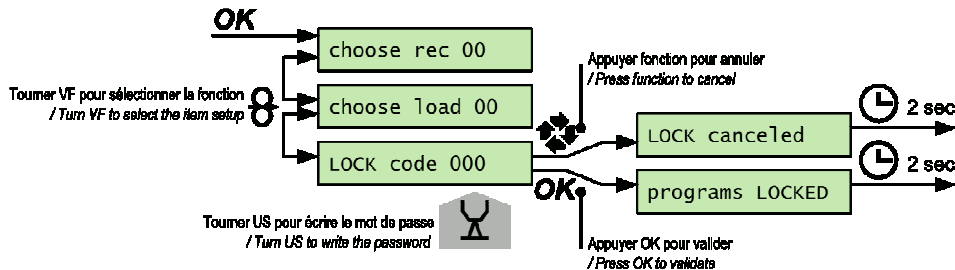 OK
choose rec 00
Appuyer fonction pour annuler
/ Press function to cancel
Tourner VF pour sélectionner la fonction
/ Turn VF to select the item setup
choose load 00
2 sec
LOCK canceled
LOCK code 000
2 sec
OK
programs LOCKED
Tourner US pour écrire le mot de passe
/ Turn US to write the password
Appuyer OK pour valider
/ Press OK to validate